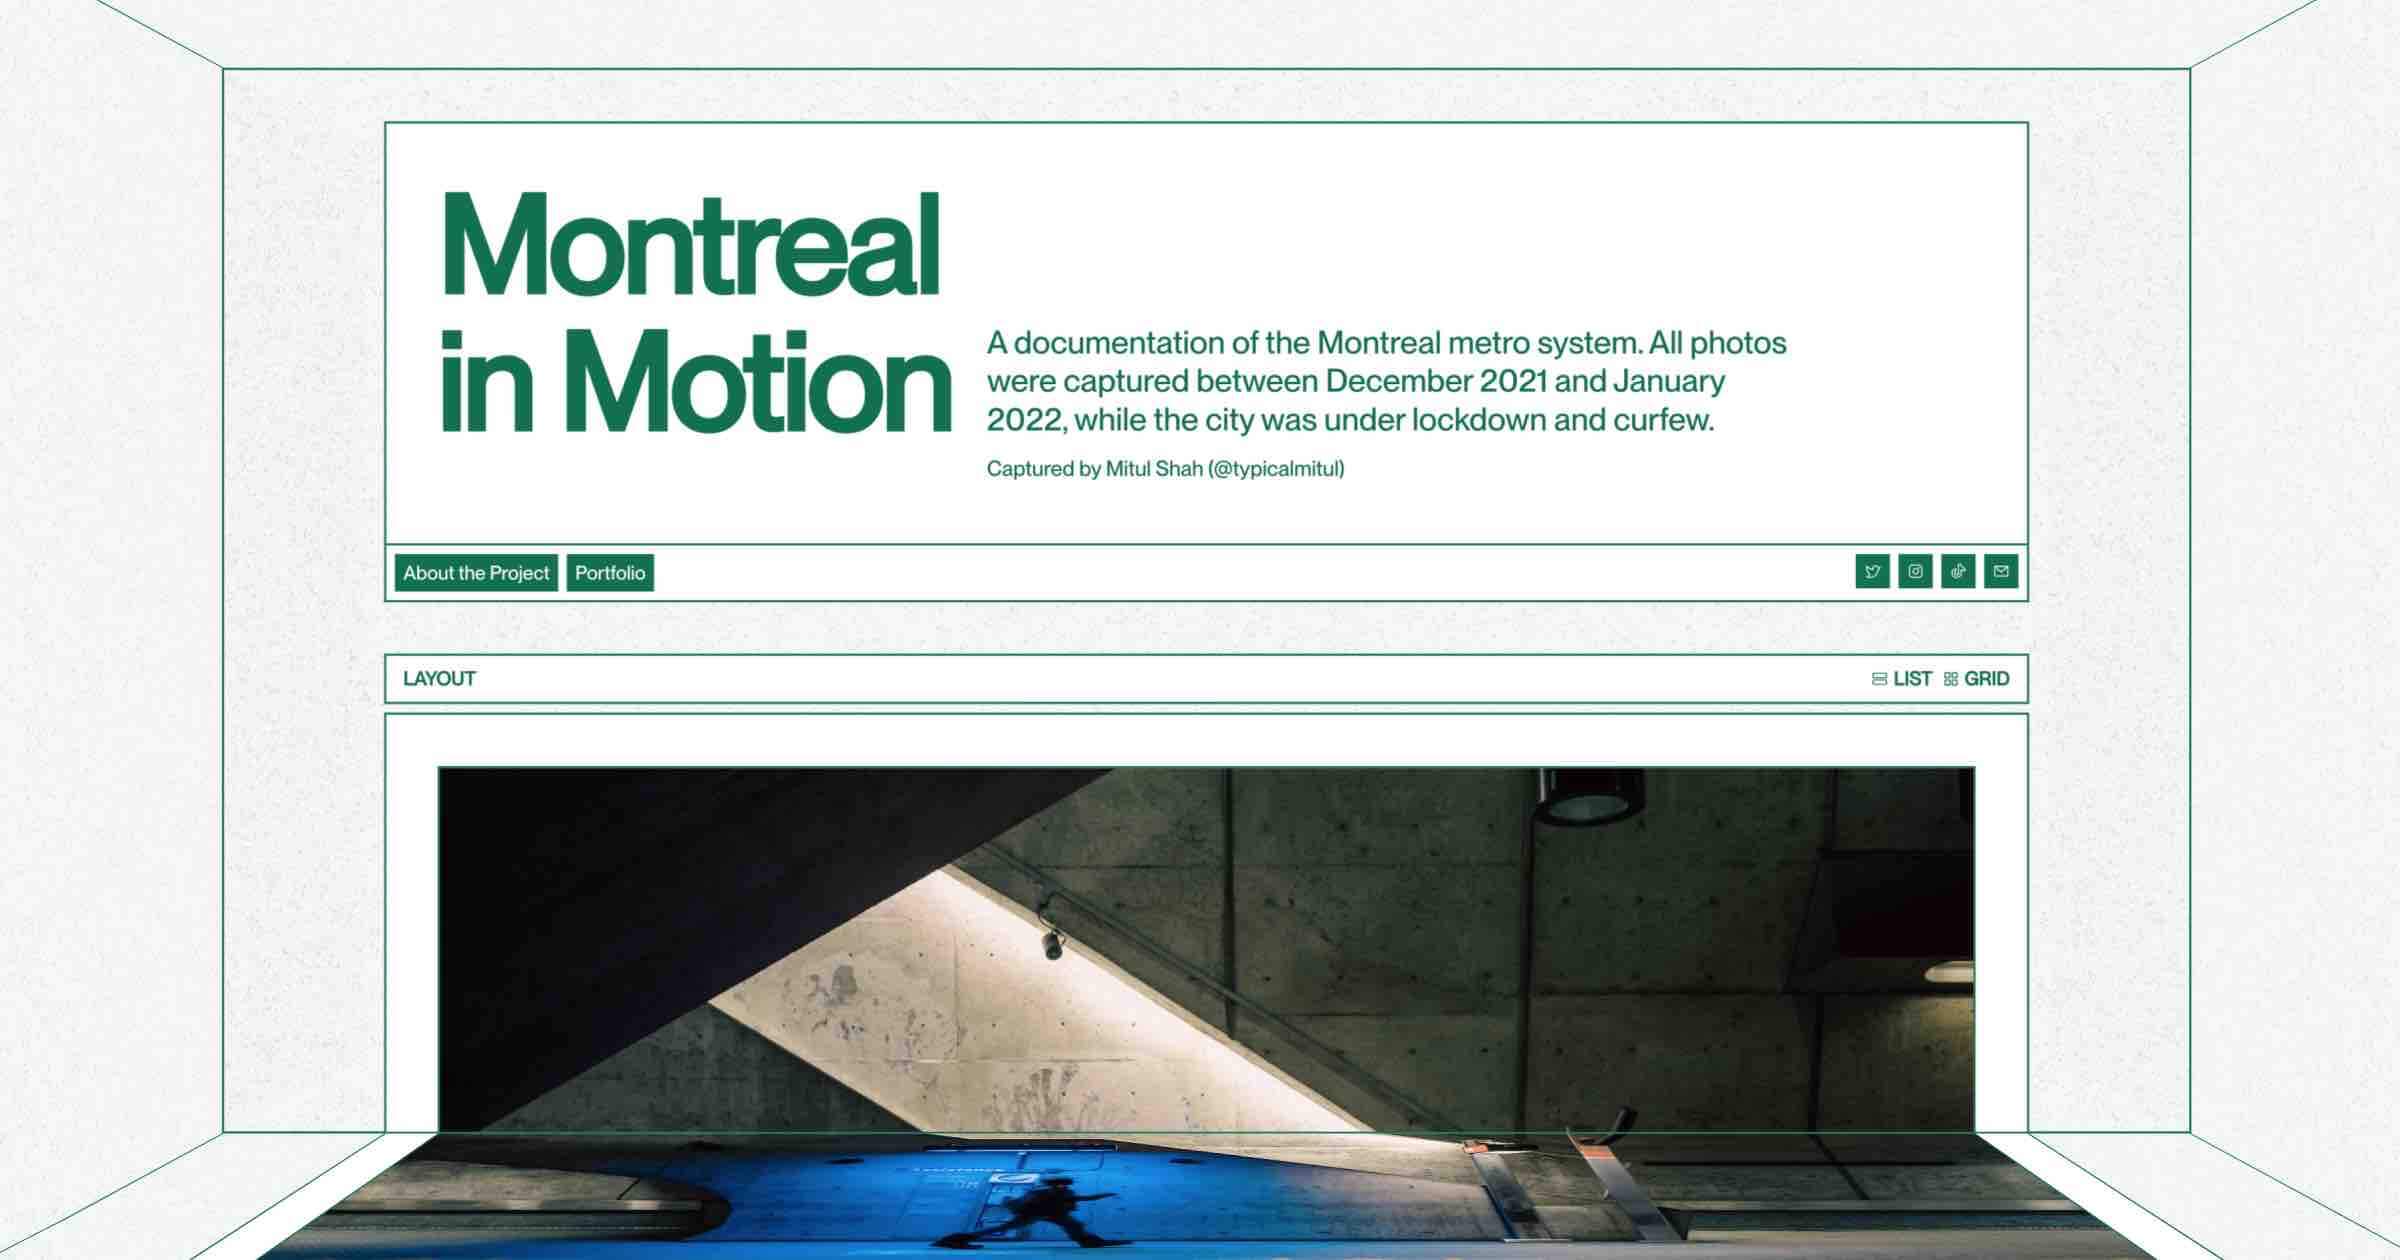 Montreal
in Motion
A documentation of the Montreal metro system. All photos
were captured between December 2021 and January
2022, while the city was under lockdown and curfew.
Captured by Mitul Shah (@typicalmitul)
About the Project
Portfolio
LAYOUT
LIST
GRID